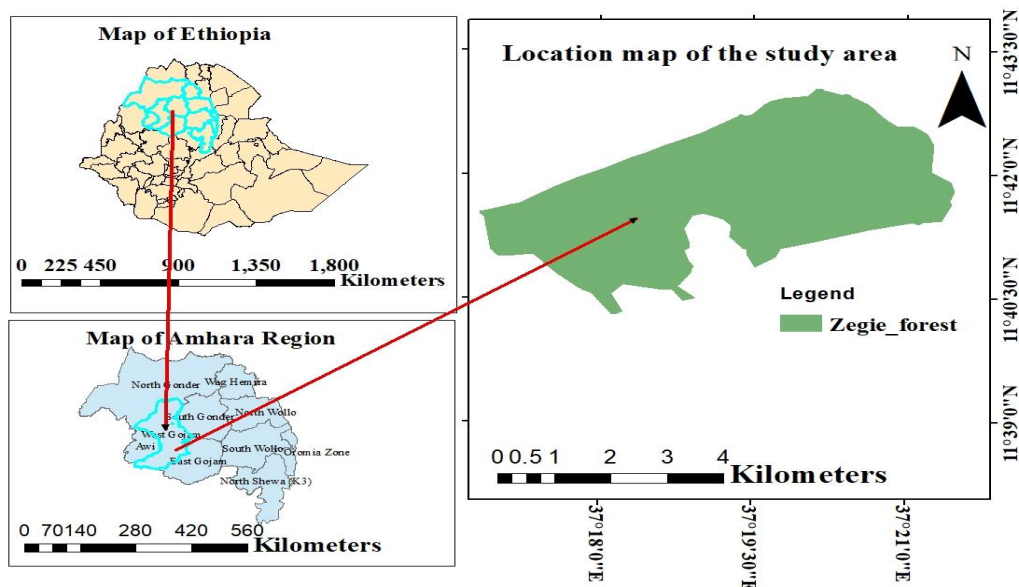 Map of Ethiopia
0 225 450 900 1,350 1,800
Kilometers
Map of Amhara Region
North Gonder
Wag Hemira
South Gonder
North Wollo
West Gojam
Awi
South Wollo
Oromia Zone
East Gojam
North Shewa (K3)
0 70 140 280 420 560
Kilometers
Location map of the study area
N
Legend
Zegie_forest
0 0.5 1 2 3 4
Kilometers
11°43'30"N
11°42'0"N
11°40'30"N
11°39'0"N
37°18'0"E
37°19'30"E
37°21'0"E